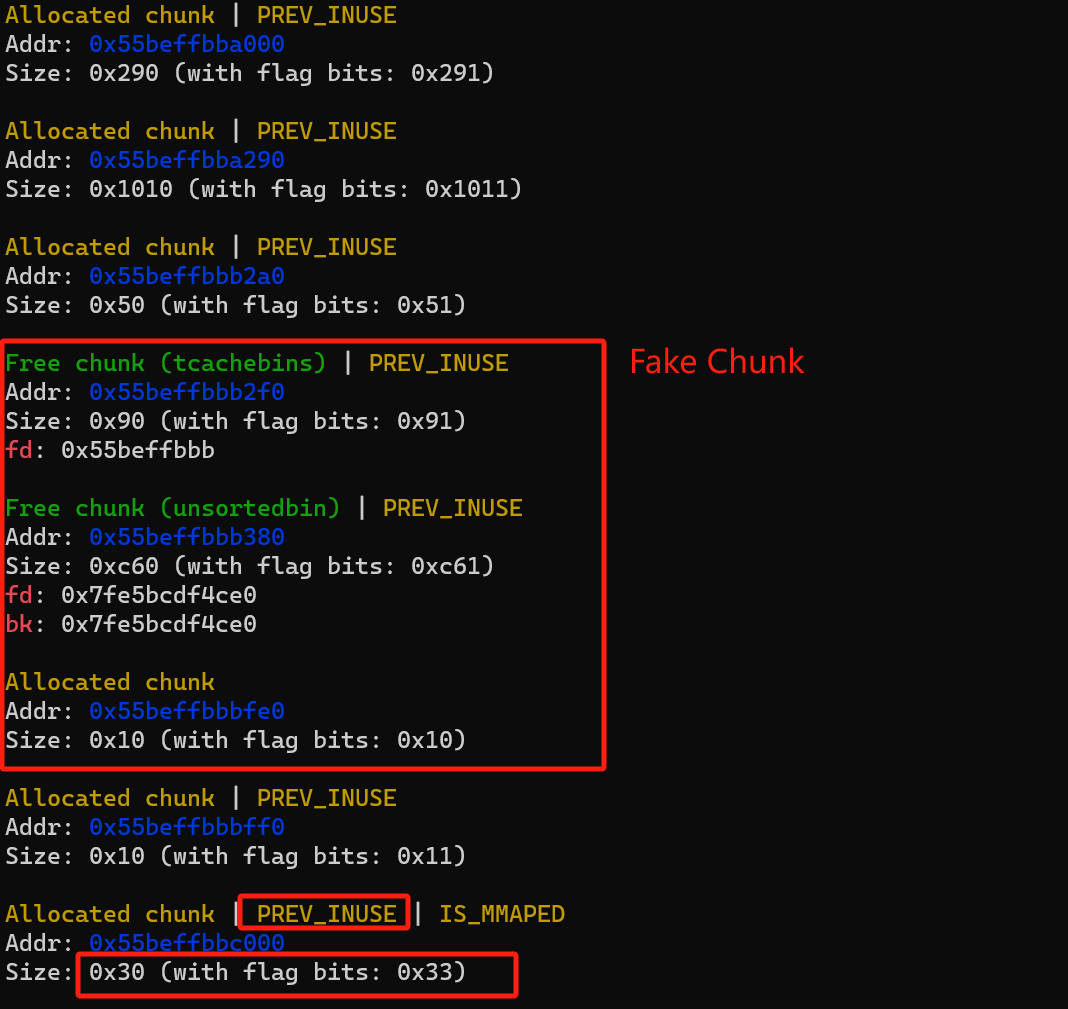 Allocated chunk | PREV_INUSE
Addr: 0x55beffbba000
Size: 0x290 (with flag bits: 0x291)
Allocated chunk | PREV_INUSE
Addr: 0x55beffbba290
Size: 0x1010 (with flag bits: 0x1011)
Allocated chunk | PREV_INUSE
Addr: 0x55beffbbb2a0
Size: 0x50 (with flag bits: 0x51)
Free chunk (tcachebins) | PREV_INUSE
Fake Chunk
Addr: 0x55beffbbb2f0
Size: 0x90 (with flag bits: 0x91)
fd: 0x55beffbbb
Free chunk (unsortedbin) | PREV_INUSE
Addr: 0x55beffbbb380
Size: 0xc60 (with flag bits: 0xc61)
fd: 0x7fe5bcdf4ce0
bk: 0x7fe5bcdf4ce0
Allocated chunk
Addr: 0x55beffbbbfe0
Size: 0x10 (with flag bits: 0x10)
Allocated chunk | PREV_INUSE
Addr: 0x55beffbbbff0
Size: 0x10 (with flag bits: 0x11)
Allocated chunk | PREV_INUSE | IS_MMAPED
Addr: 0x55beffbbc000
Size: 0x30 (with flag bits: 0x33)